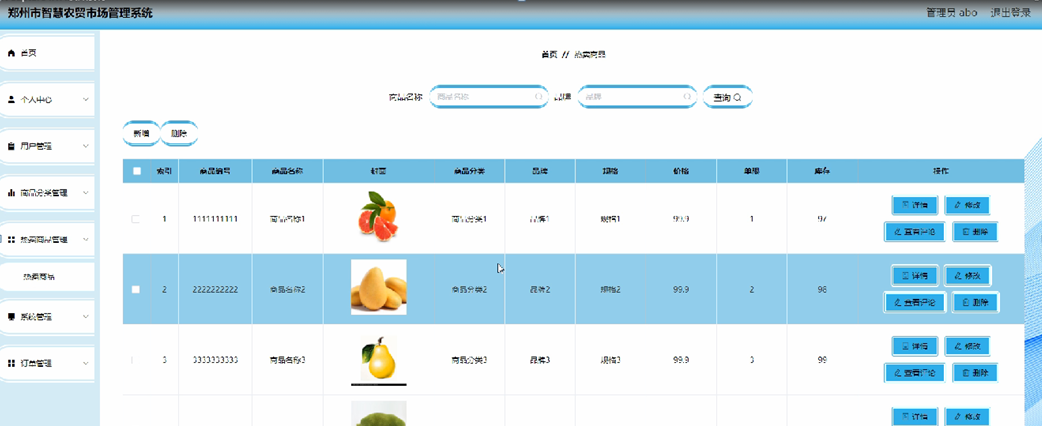 郑州市智慧农贸市场管理系统
管理员 abo 退出登录
首页
个人中心
用户管理
商品分类管理
热卖商品管理
热卖商品
系统管理
订单管理
首页 // 热卖商品
商品名称 商品名称 品牌 品牌 查询
新增 删除
索引 商品编号 商品名称 封面 商品分类 品牌 规格 价格 单限 库存 操作
1 1111111111 商品名称1 商品分类1 品牌1 规格1 99.9 1 97 详情 修改
查看评论 删除
2 2222222222 商品名称2 商品分类2 品牌2 规格2 99.9 2 98 详情 修改
查看评论 删除
3 3333333333 商品名称3 商品分类3 品牌3 规格3 99.9 3 99 详情 修改
查看评论 删除
详情 修改